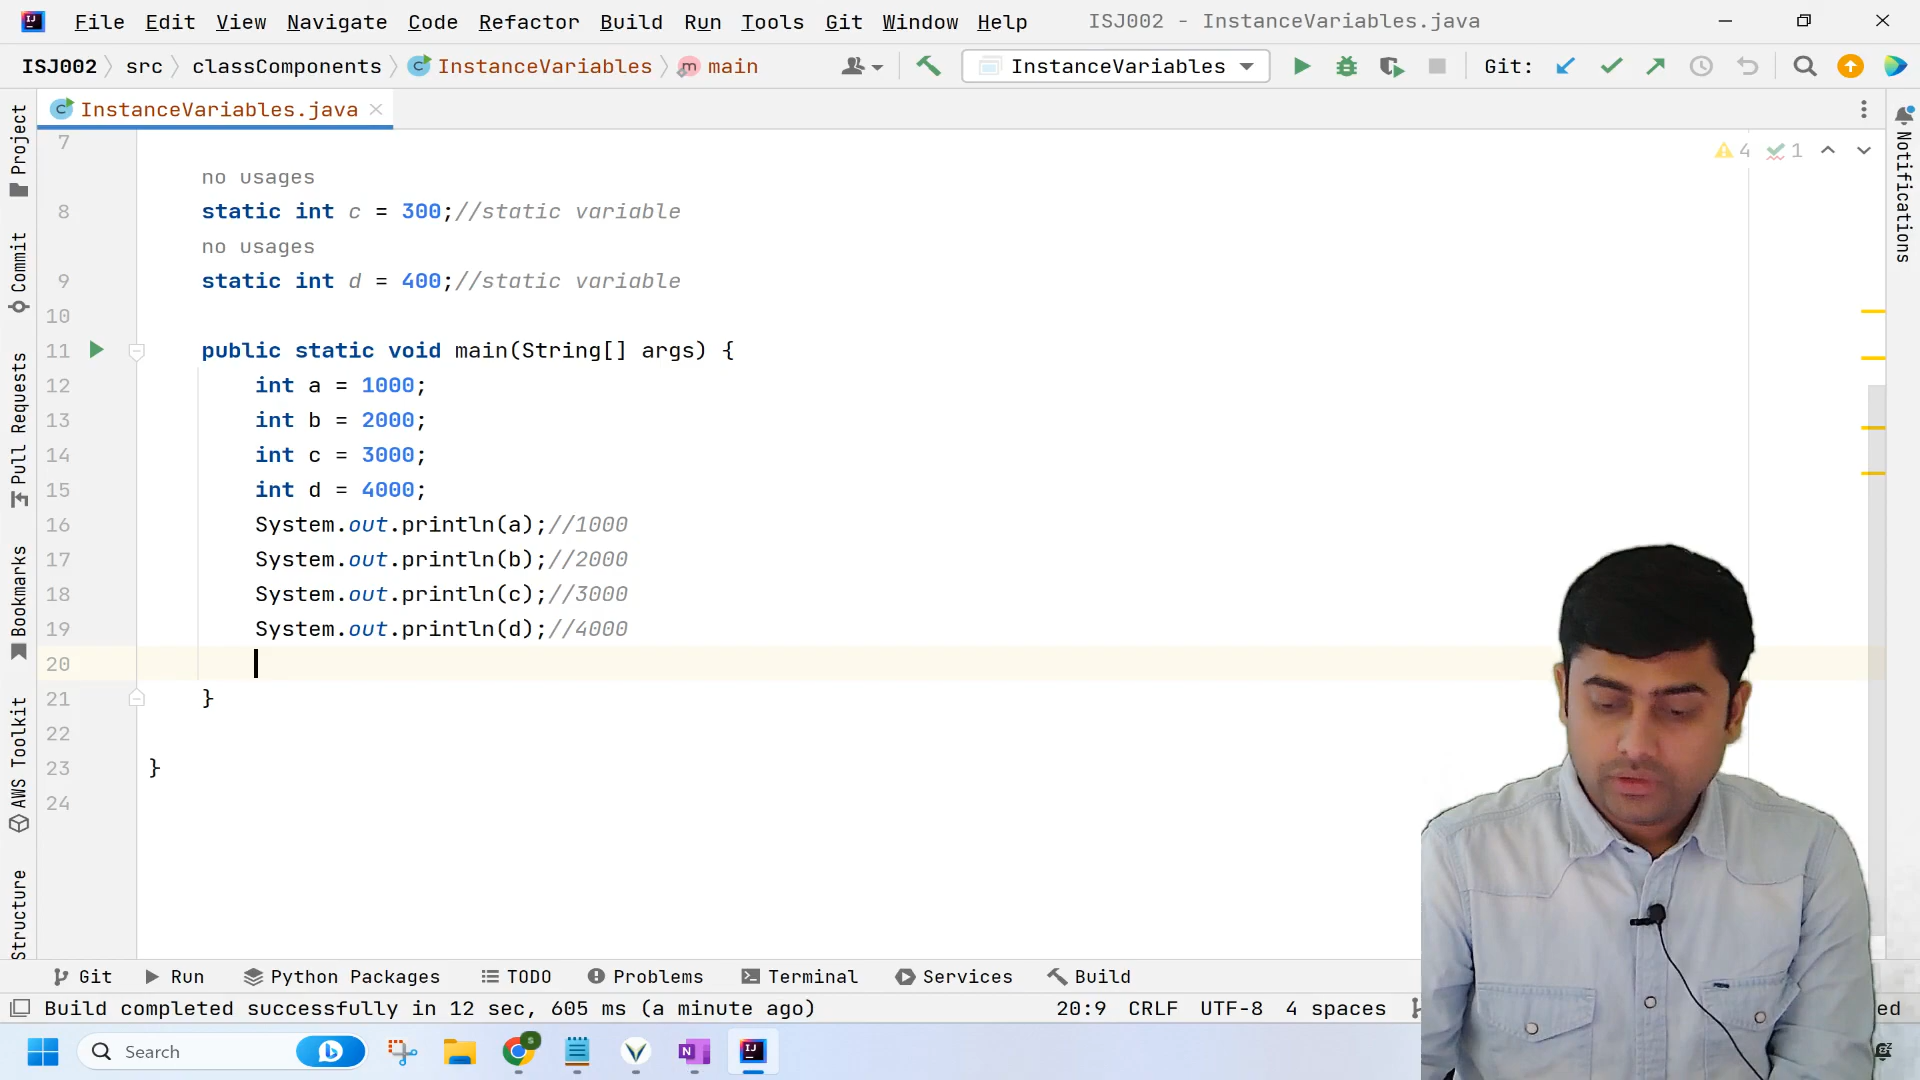 File Edit View Navigate Code Refactor Build Run Tools Git Window Help ISJ002 - InstanceVariables.java
ISJ002 src classComponents InstanceVariables main InstanceVariables Git:
InstanceVariables.java
7
no usages
4 1
8 static int c = 300;//static variable
no usages
9 static int d = 400;//static variable
10
11 public static void main(String[] args) {
12 int a = 1000;
13 int b = 2000;
14 int c = 3000;
15 int d = 4000;
16 System.out.println(a);//1000
17 System.out.println(b);//2000
18 System.out.println(c);//3000
19 System.out.println(d);//4000
20
21 }
22
23 }
24
Project
Commit
Pull Requests
Bookmarks
AWS Toolkit
Structure
Notifications
Git Run Python Packages TODO Problems Terminal Services Build
Build completed successfully in 12 sec, 605 ms (a minute ago) 20:9 CRLF UTF-8 4 spaces
Search